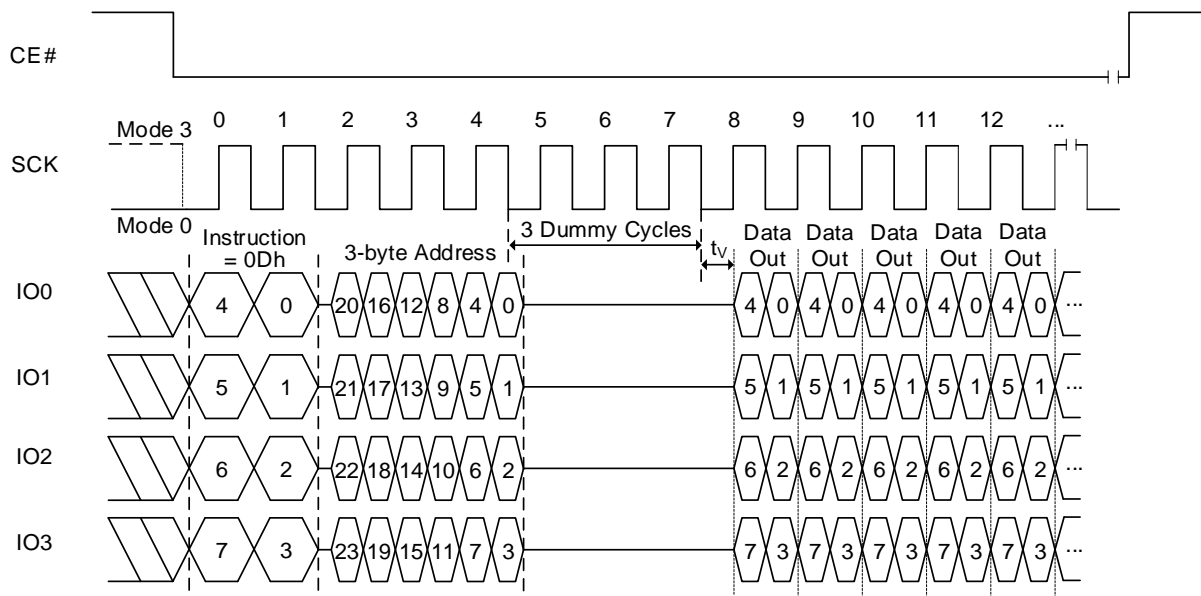 CE#
0 1 2 3 4 5 6 7 8 9 10 11 12 ...
Mode 3
SCK
Mode 0
Instruction
= 0Dh
3-byte Address
3 Dummy Cycles
tV
Data Data Data Data Data
Out Out Out Out Out
IO0 4 0 20 16 12 8 4 0 4 0 4 0 4 0 4 0 4 0 ...
IO1 5 1 21 17 13 9 5 1 5 1 5 1 5 1 5 1 5 1 ...
IO2 6 2 22 18 14 10 6 2 6 2 6 2 6 2 6 2 6 2 ...
IO3 7 3 23 19 15 11 7 3 7 3 7 3 7 3 7 3 7 3 ...